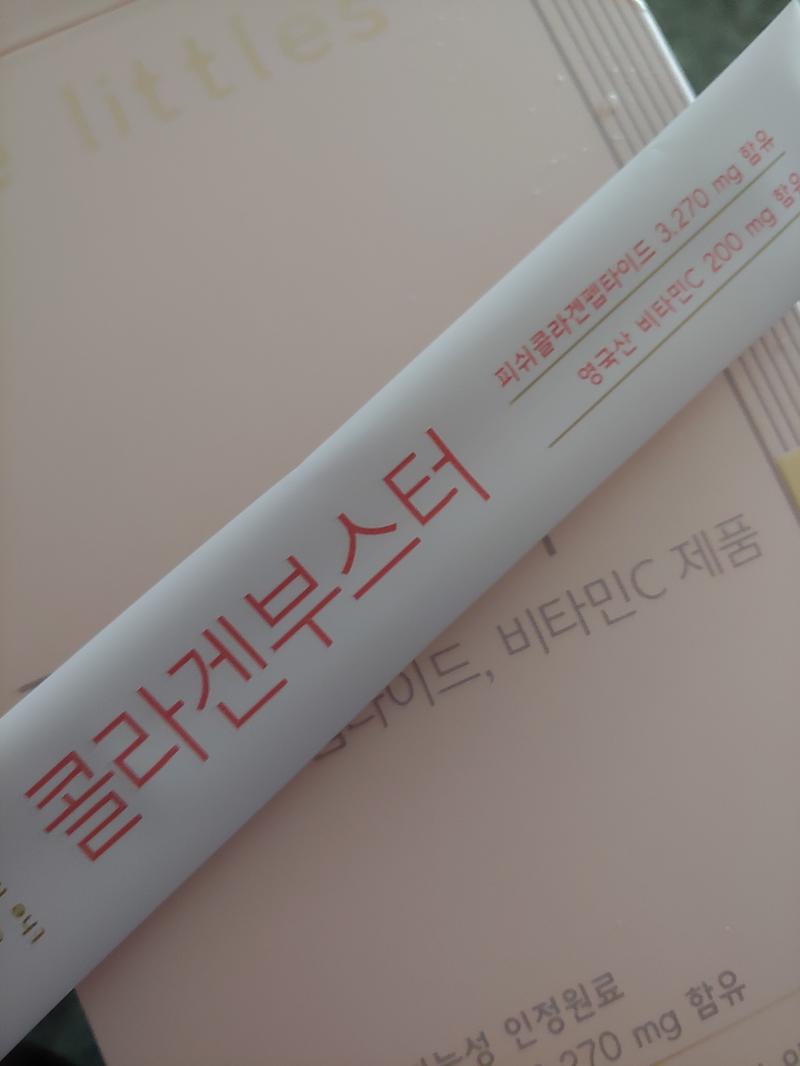 littles
피쉬콜라겐펩타이드 3,270 mg 함유
영국산 비타민C 200 mg 함유
콜라겐부스터
비타민C 제품
인정원료
270 mg 함유